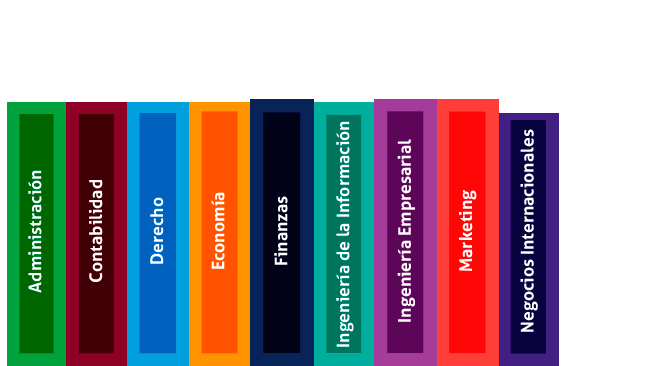 Administración
Contabilidad
Derecho
Economía
Finanzas
Ingeniería de la Información
Ingeniería Empresarial
Marketing
Negocios Internacionales